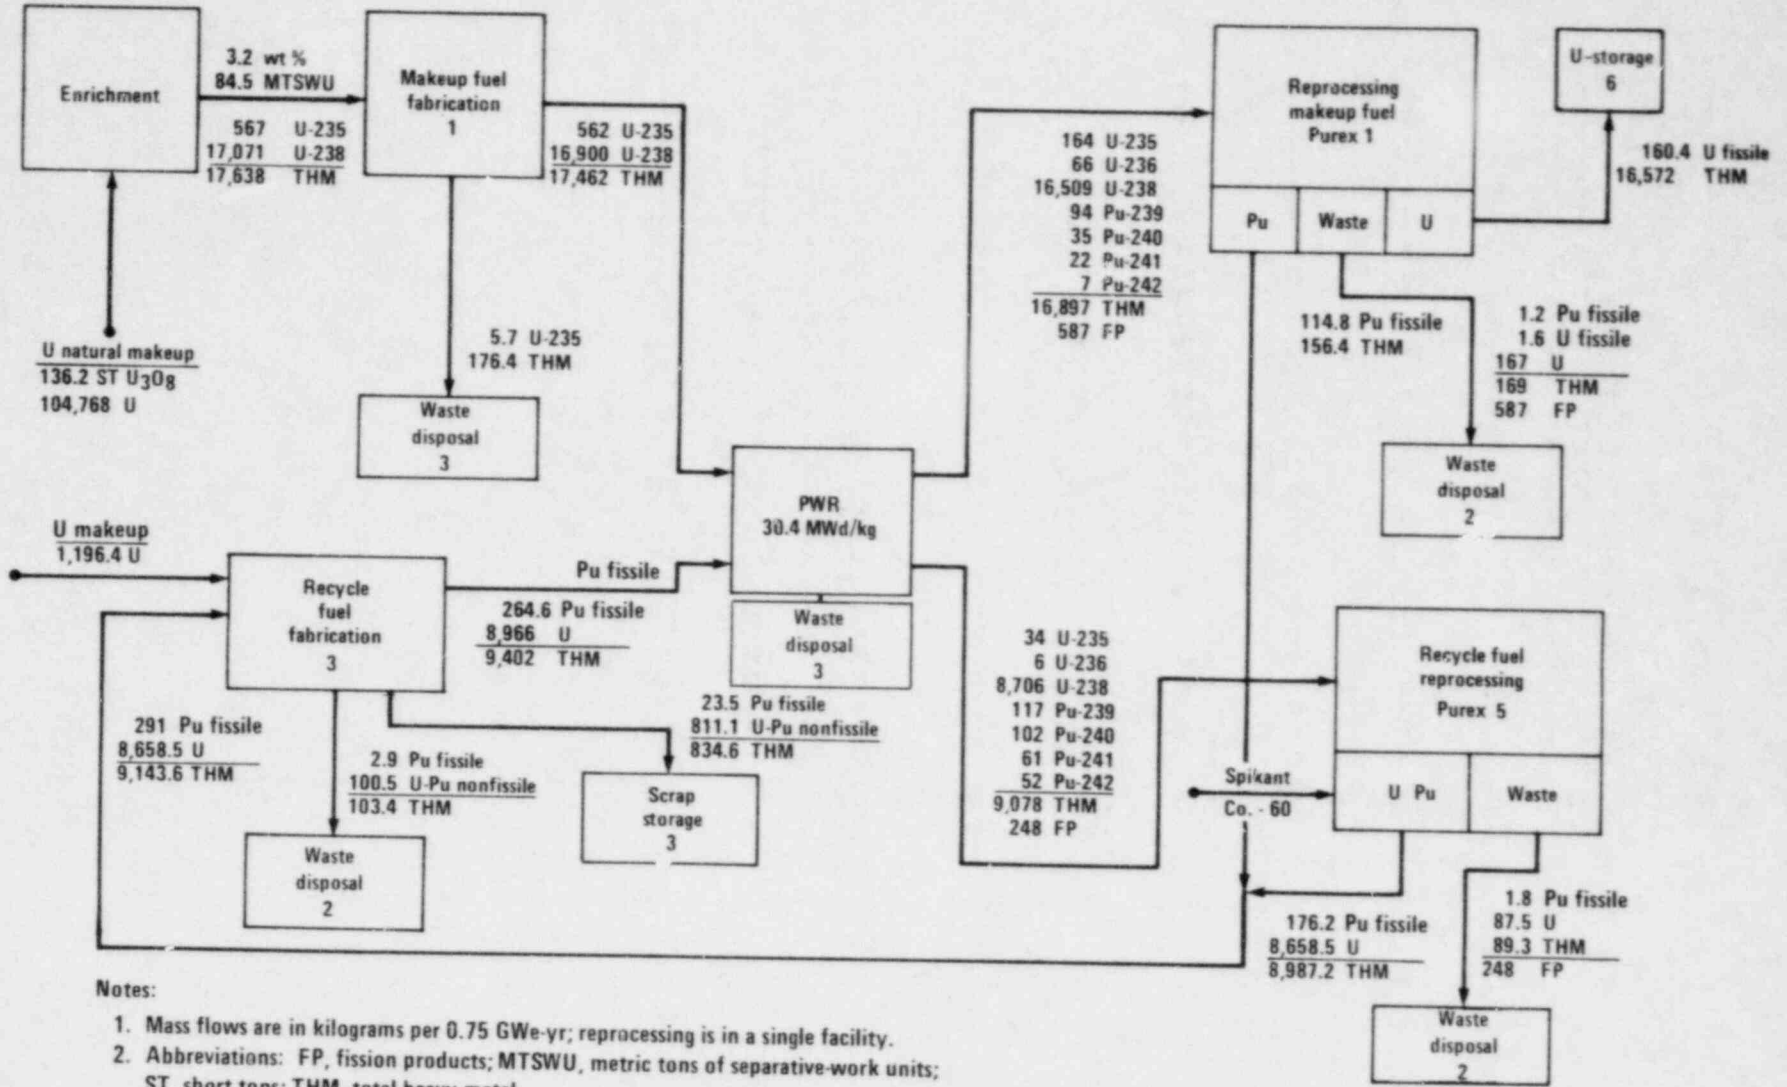 Enrichment
3.2 wt %
84.5 MTSWU
567 U-235
17,071 U-238
17,638 THM
Makeup fuel
fabrication
1
562 U-235
16,900 U-238
17,462 THM
5.7 U-235
176.4 THM
Waste
disposal
3
U natural makeup
136.2 ST U3O8
104,768 U
Reprocessing
makeup fuel
Purex 1
Pu
Waste
U
U-storage
6
160.4 U fissile
16,572 THM
164 U-235
66 U-236
16,509 U-238
94 Pu-239
35 Pu-240
22 Pu-241
7 Pu-242
16,897 THM
587 FP
114.8 Pu fissile
156.4 THM
1.2 Pu fissile
1.6 U fissile
167 U
169 THM
587 FP
Waste
disposal
2
PWR
30.4 MWd/kg
Waste
disposal
3
U makeup
1,196.4 U
Recycle
fuel
fabrication
3
Pu fissile
264.6 Pu fissile
8,966 U
9,402 THM
291 Pu fissile
8,658.5 U
9,143.6 THM
2.9 Pu fissile
100.5 U-Pu nonfissile
103.4 THM
Waste
disposal
2
23.5 Pu fissile
811.1 U-Pu nonfissile
834.6 THM
Scrap
storage
3
34 U-235
6 U-236
8,706 U-238
117 Pu-239
102 Pu-240
61 Pu-241
52 Pu-242
9,078 THM
248 FP
Recycle fuel
reprocessing
Purex 5
U Pu
Waste
Spikant
Co. - 60
176.2 Pu fissile
8,658.5 U
8,987.2 THM
1.8 Pu fissile
87.5 U
89.3 THM
248 FP
Waste
disposal
2
Notes:
1. Mass flows are in kilograms per 0.75 GWe-yr; reprocessing is in a single facility.
2. Abbreviations: FP, fission products; MTSWU, metric tons of separative-work units;
ST, short tons; THM, total heavy metal